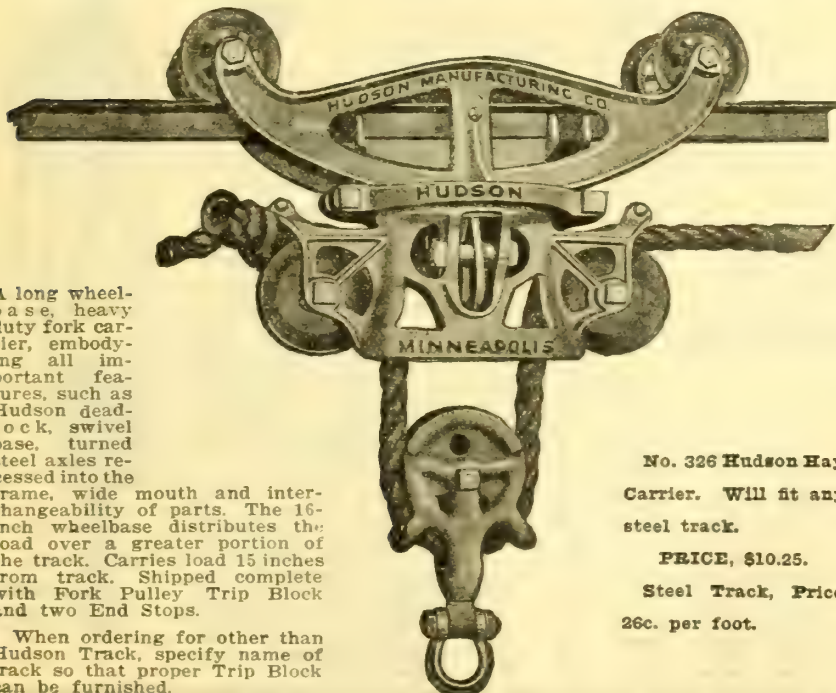 HUDSON MANUFACTURING CO.
HUDSON
MINNEAPOLIS
A long wheel-
base, heavy
duty fork car-
rier, embody-
ing all im-
portant fea-
tures, such as
Hudson dead-
lock, swivel
base, turned
steel axles re-
cessed into the
frame, wide mouth and inter-
changeability of parts. The 16-
inch wheelbase distributes the
load over a greater portion of
the track. Carries load 15 inches
from track. Shipped complete
with Fork Pulley Trip Block
and two End Stops.
When ordering for other than
Hudson Track, specify name of
track so that proper Trip Block
can be furnished.
No. 326 Hudson Hay
Carrier. Will fit any
steel track.
PRICE, $10.25.
Steel Track, Price
26c. per foot.